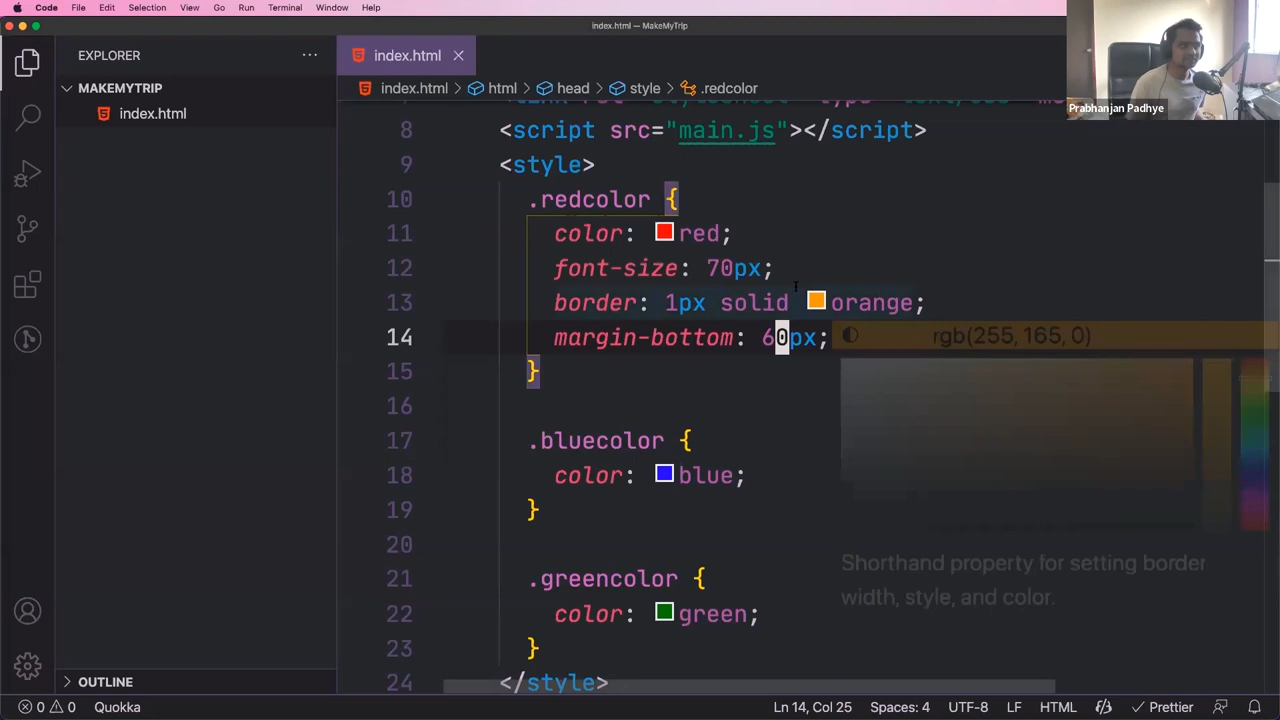 Code File Edit Selection View Go Run Terminal Window Help
index.html — MakeMyTrip
EXPLORER
index.html
Prabhanjan Padhye
MAKEMYTRIP
index.html > html > head > style > .redcolor
index.html
8 <script src="main.js"></script>
9 <style>
10 .redcolor {
11 color: red;
12 font-size: 70px;
13 border: 1px solid orange;
14 margin-bottom: 60px;
rgb(255, 165, 0)
15 }
16
17 .bluecolor {
18 color: blue;
19 }
Shorthand property for setting border
width, style, and color.
20
21 .greencolor {
22 color: green;
23 }
24 </style>
OUTLINE
0 0 Quokka Ln 14, Col 25 Spaces: 4 UTF-8 LF HTML Prettier